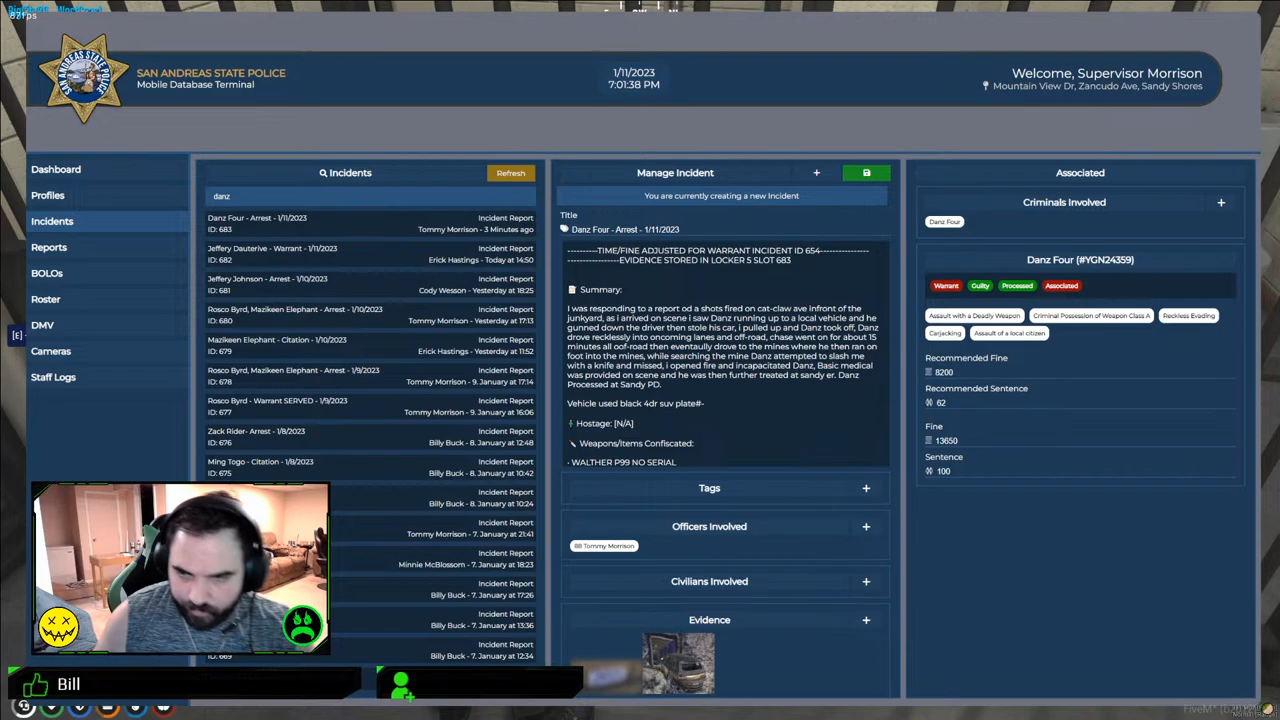 82fps
SAN ANDREAS STATE POLICE
Mobile Database Terminal
1/11/2023
7:01:38 PM
Welcome, Supervisor Morrison
Mountain View Dr, Zancudo Ave, Sandy Shores
Dashboard
Profiles
Incidents
Reports
BOLOs
Roster
DMV
Cameras
Staff Logs
[E]
Incidents
Refresh
danz
Danz Four - Arrest - 1/11/2023 Incident Report
ID: 683 Tommy Morrison - 3 minutes ago
Jeffery Dauterive - Warrant - 1/11/2023 Incident Report
ID: 682 Erick Hastings - Today at 14:50
Jeffery Johnson - Arrest - 1/10/2023 Incident Report
ID: 681 Cody Wesson - Yesterday at 18:25
Rosco Byrd, Mazikeen Elephant - Arrest - 1/10/2023 Incident Report
ID: 680 Tommy Morrison - Yesterday at 17:13
Mazikeen Elephant - Citation - 1/10/2023 Incident Report
ID: 679 Erick Hastings - Yesterday at 11:52
Rosco Byrd, Mazikeen Elephant - Arrest - 1/9/2023 Incident Report
ID: 678 Tommy Morrison - 9. January at 17:14
Rosco Byrd - Warrant SERVED - 1/9/2023 Incident Report
ID: 677 Tommy Morrison - 9. January at 16:06
Zack Rider- Arrest - 1/8/2023 Incident Report
ID: 676 Billy Buck - 8. January at 12:48
Ming Togo - Citation - 1/8/2023 Incident Report
ID: 675 Billy Buck - 8. January at 10:42
Incident Report
Billy Buck - 8. January at 10:24
Incident Report
Tommy Morrison - 7. January at 21:41
Incident Report
Minnie McBlossom - 7. January at 18:23
Incident Report
Billy Buck - 7. January at 17:26
Incident Report
Billy Buck - 7. January at 13:36
Incident Report
ID: 669 Billy Buck - 7. January at 12:34
Manage Incident
You are currently creating a new Incident
Title
Danz Four - Arrest - 1/11/2023
----------TIME/FINE ADJUSTED FOR WARRANT INCIDENT ID 654----------------
-----------------EVIDENCE STORED IN LOCKER 5 SLOT 683
Summary:
I was responding to a report od a shots fired on cat-claw ave infront of the
junkyard, as i arrived on scene i saw Danz running up to a local vehicle and he
gunned down the driver then stole his car, i pulled up and Danz took off, Danz
drove recklessly into oncoming lanes and off-road, chase went on for about 15
minutes all oof-road then eventaully drove to the mines where he then ran on
foot into the mines, while searching the mine Danz attempted to slash me
with a knife and missed, i opened fire and incapacitated Danz, Basic medical
was provided on scene and he was then further treated at sandy er. Danz
Processed at Sandy PD.
Vehicle used black 4dr suv plate#-
Hostage: [N/A]
Weapons/Items Confiscated:
· WALTHER P99 NO SERIAL
Tags
Officers Involved
88 Tommy Morrison
Civilians Involved
Evidence
Associated
Criminals Involved
Danz Four
Danz Four (#YGN24359)
Warrant Guilty Processed Associated
Assault with a Deadly Weapon Criminal Possession of Weapon Class A Reckless Evading
Carjacking Assault of a local citizen
Recommended Fine
8200
Recommended Sentence
62
Fine
13650
Sentence
100
Bill